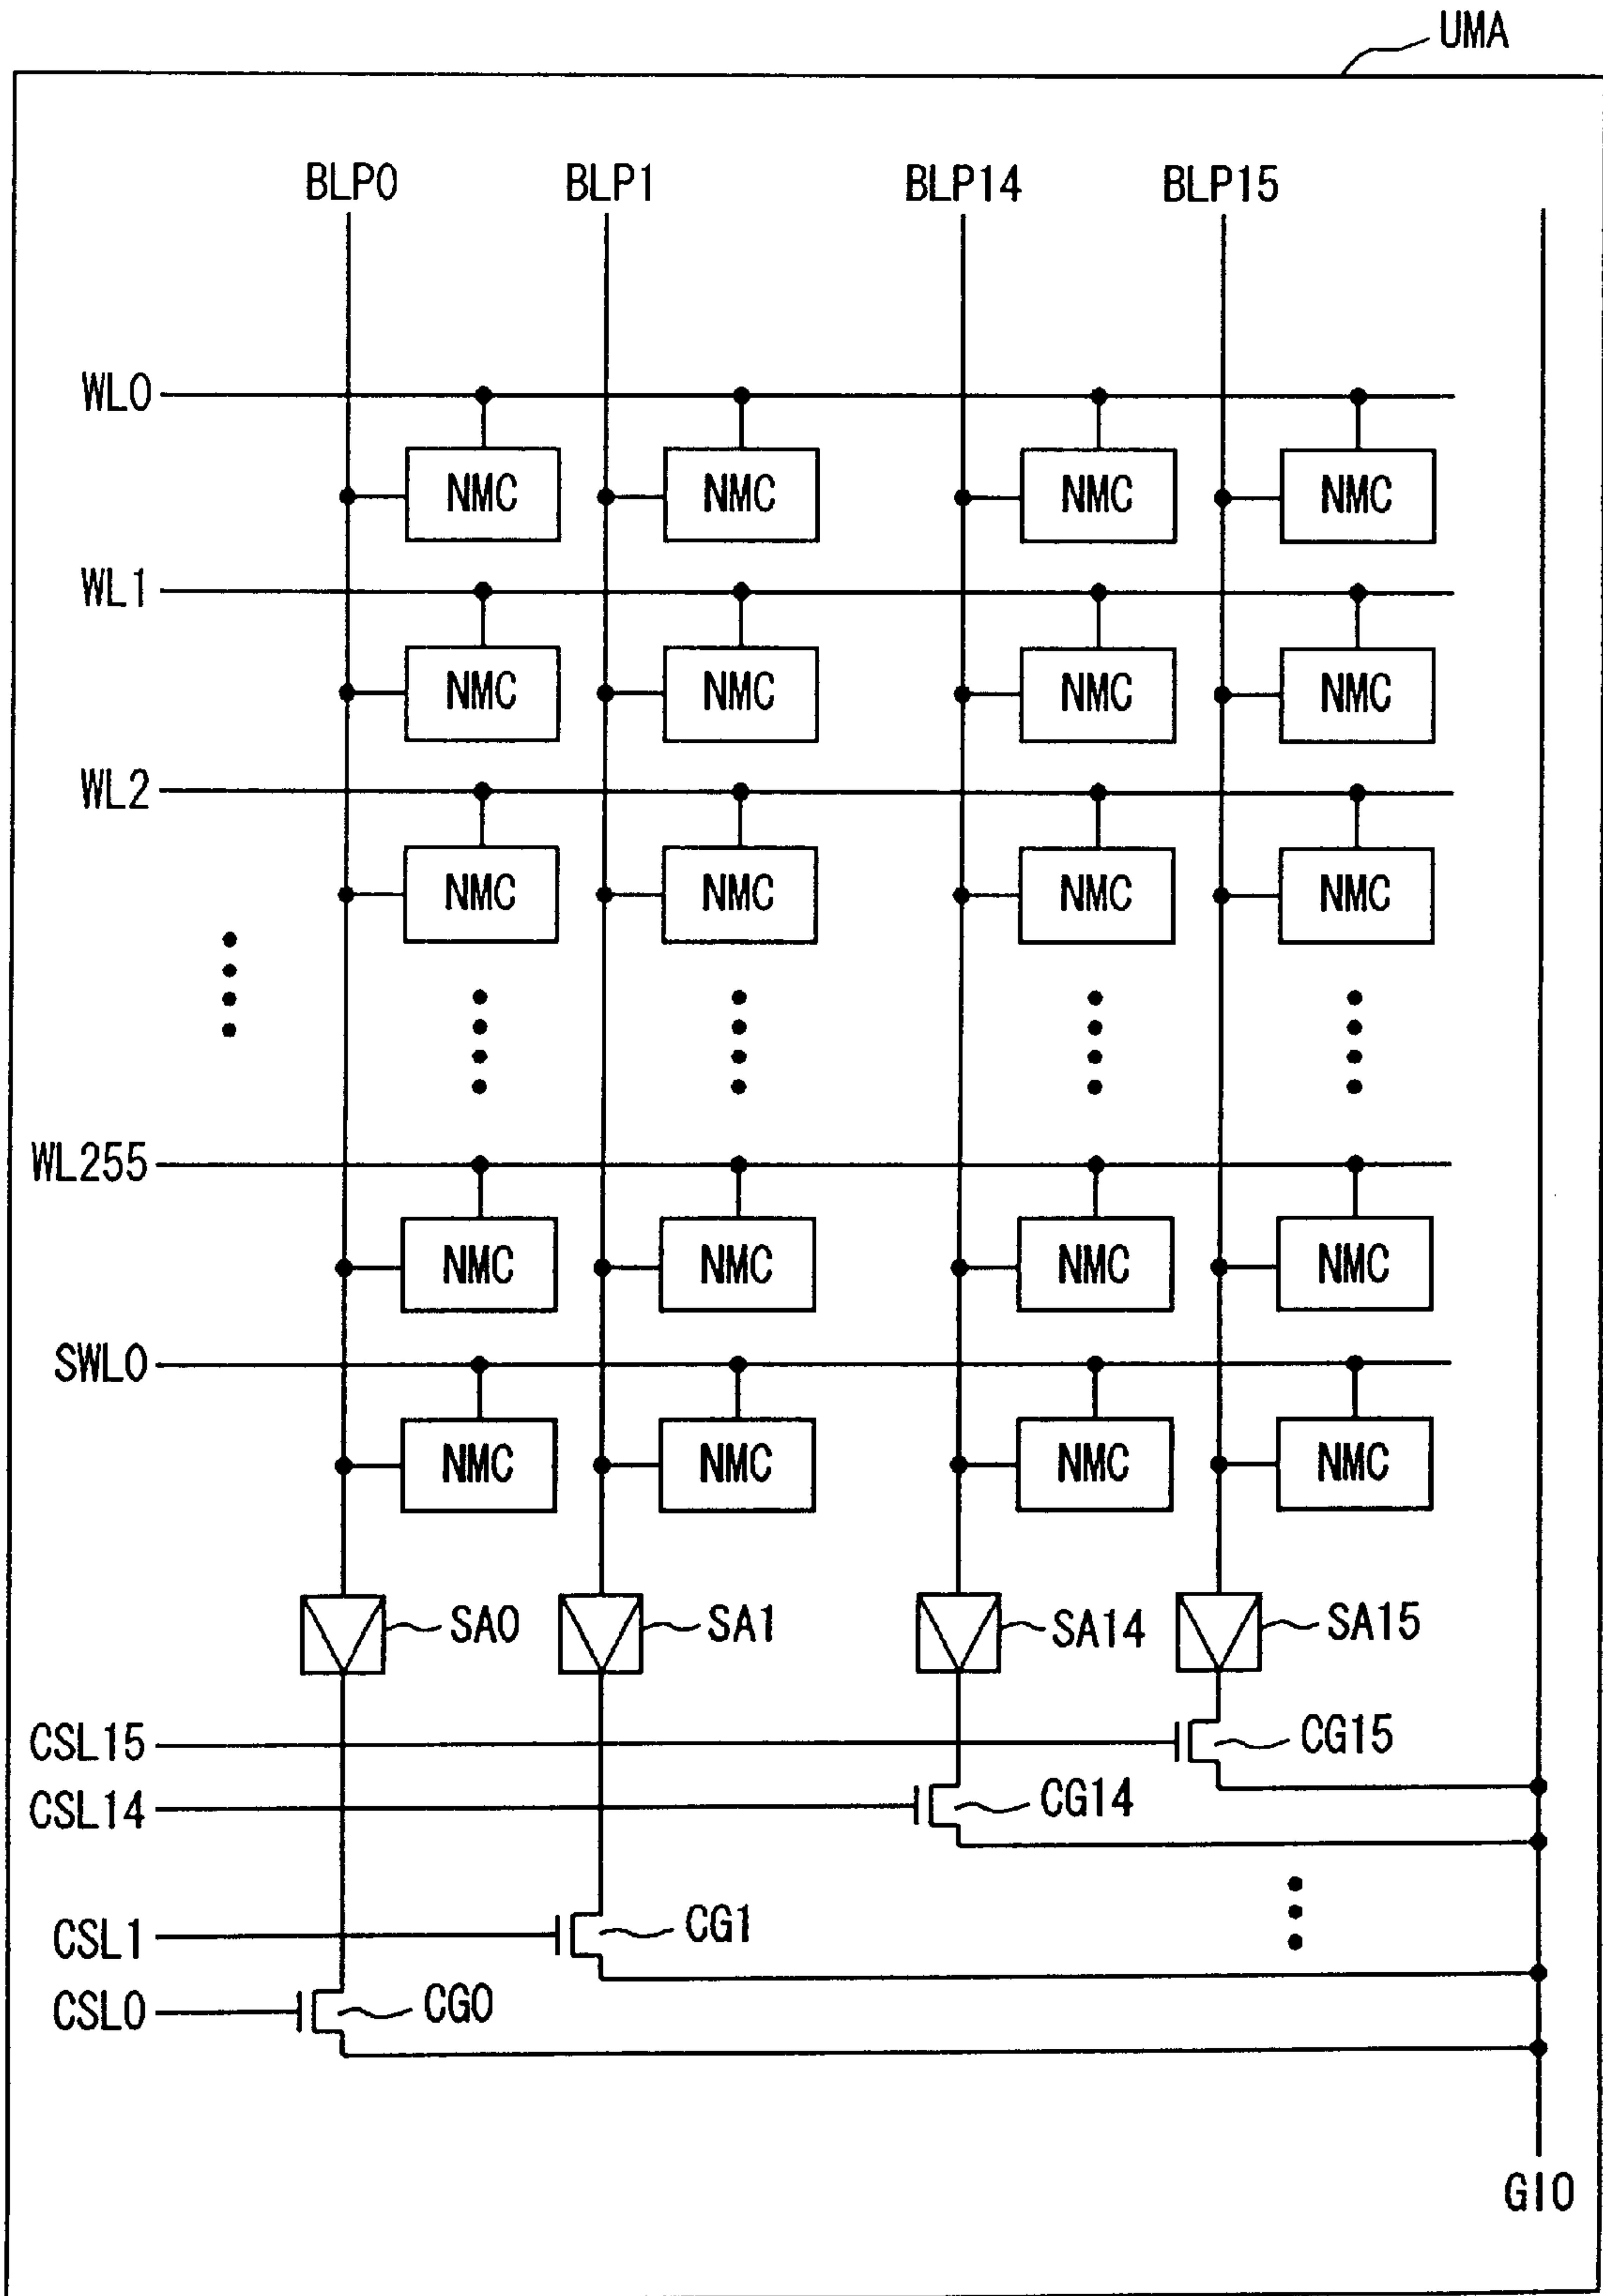 UMA
BLP0 BLP1 BLP14 BLP15
WL0
NMC NMC NMC NMC
WL1
NMC NMC NMC NMC
WL2
NMC NMC NMC NMC
WL255
NMC NMC NMC NMC
SWL0
NMC NMC NMC NMC
SA0 SA1 SA14 SA15
CSL15 CG15
CSL14 CG14
CSL1 CG1
CSL0 CG0
GIO